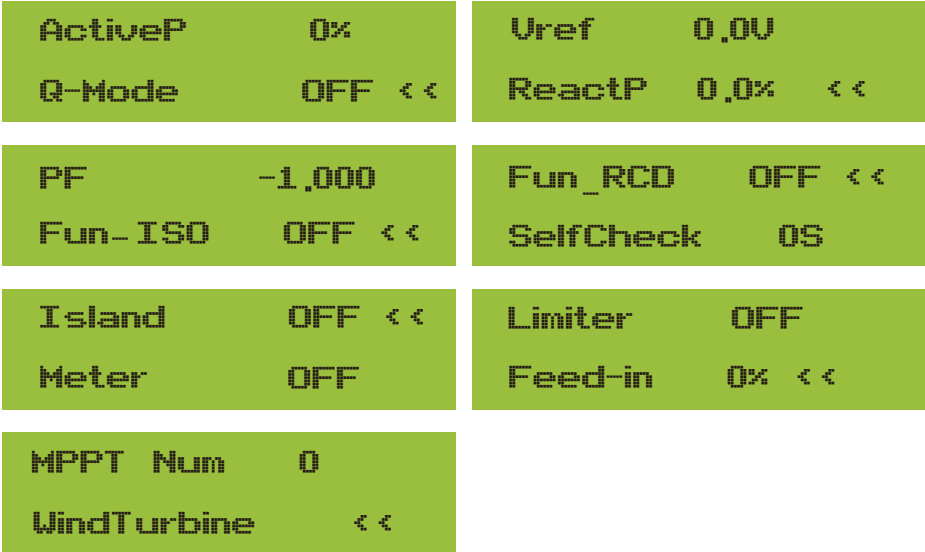 ActiveP 0%
Q-Mode OFF <<
Vref 0.0V
ReactP 0.0% <<
PF -1.000
Fun-ISO OFF <<
Fun_RCD OFF <<
SelfCheck 0S
Island OFF <<
Meter OFF
Limiter OFF
Feed-in 0% <<
MPPT Num 0
WindTurbine <<